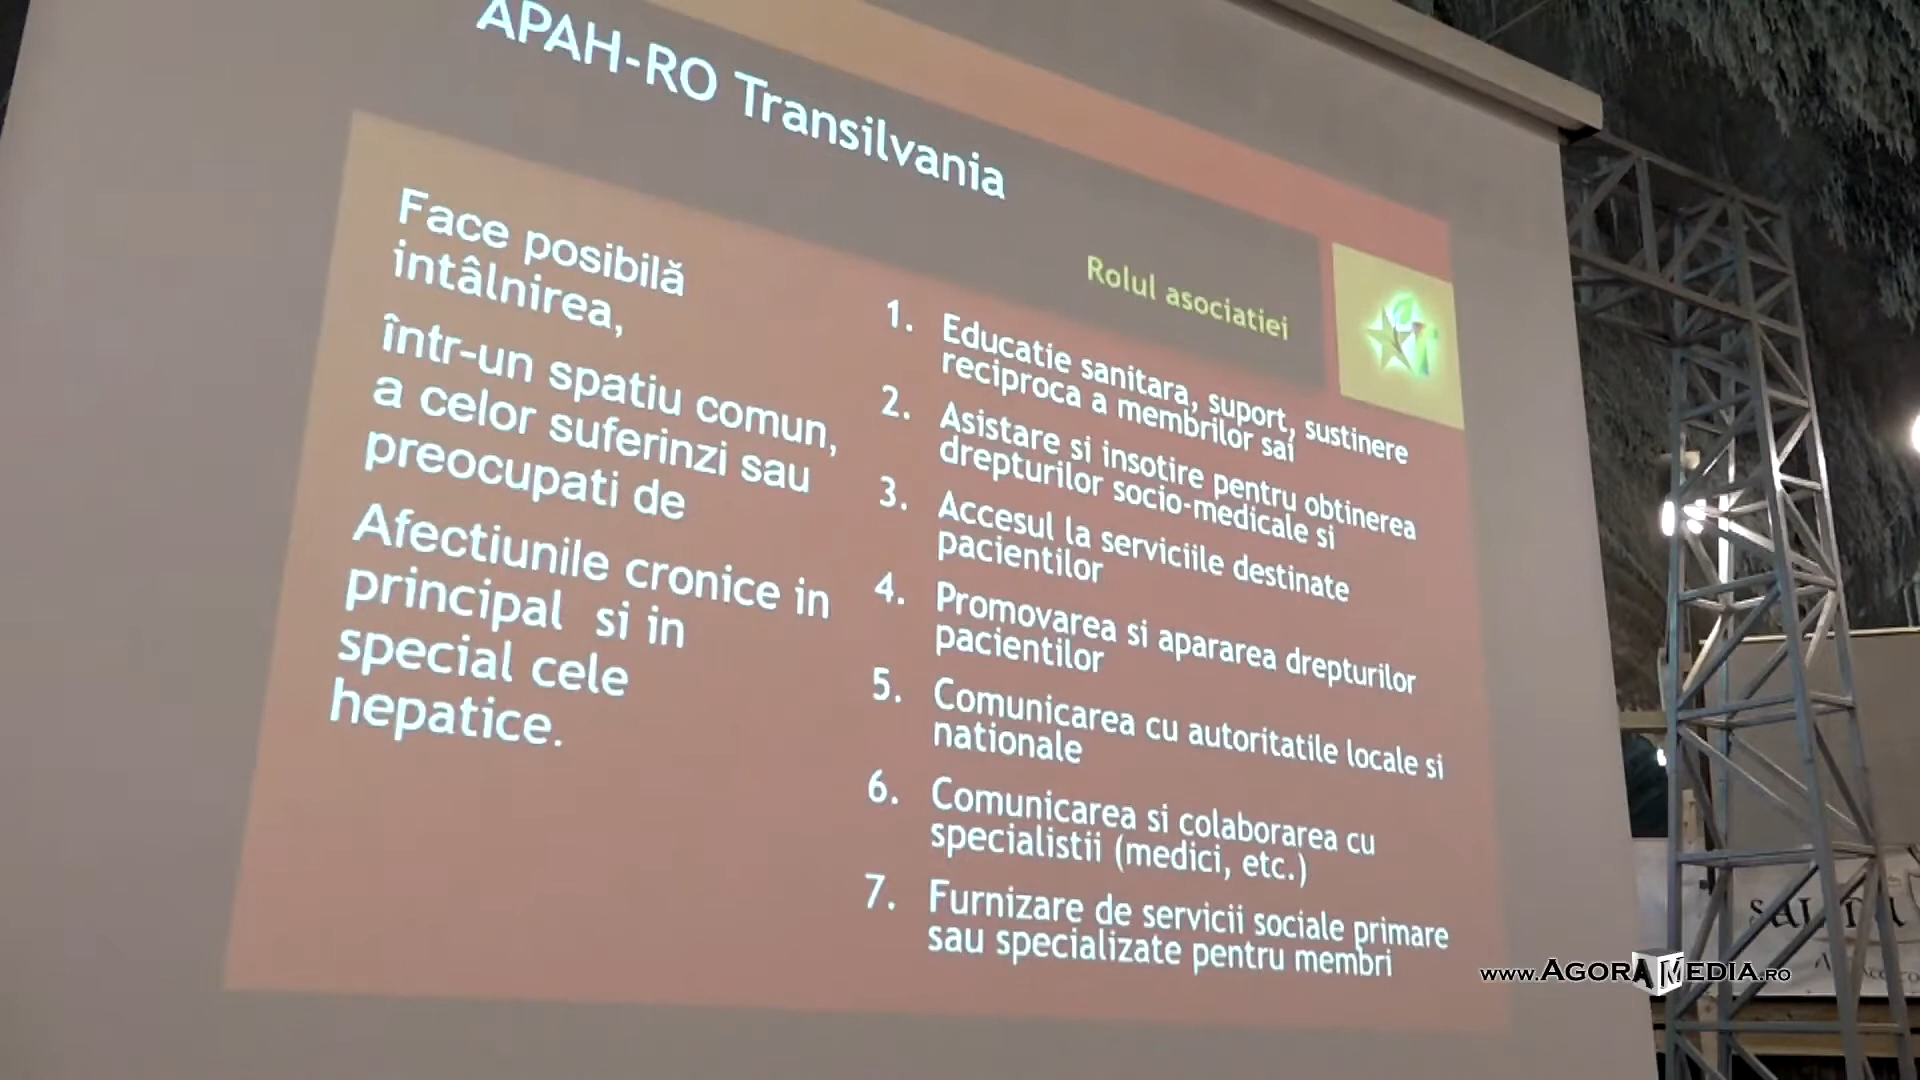 APAH-RO Transilvania
Face posibilă
intâlnirea,
într-un spatiu comun,
a celor suferinzi sau
preocupati de
Afectiunile cronice in
principal si in
special cele
hepatice.
Rolul asociatiei
1. Educatie sanitara, suport, sustinere
reciproca a membrilor sai
2. Asistare si insotire pentru obtinerea
drepturilor socio-medicale si
3. Accesul la serviciile destinate
pacientilor
4. Promovarea si apararea drepturilor
pacientilor
5. Comunicarea cu autoritatile locale si
nationale
6. Comunicarea si colaborarea cu
specialistii (medici, etc.)
7. Furnizare de servicii sociale primare
sau specializate pentru membri
www.AGORAMEDIA.RO